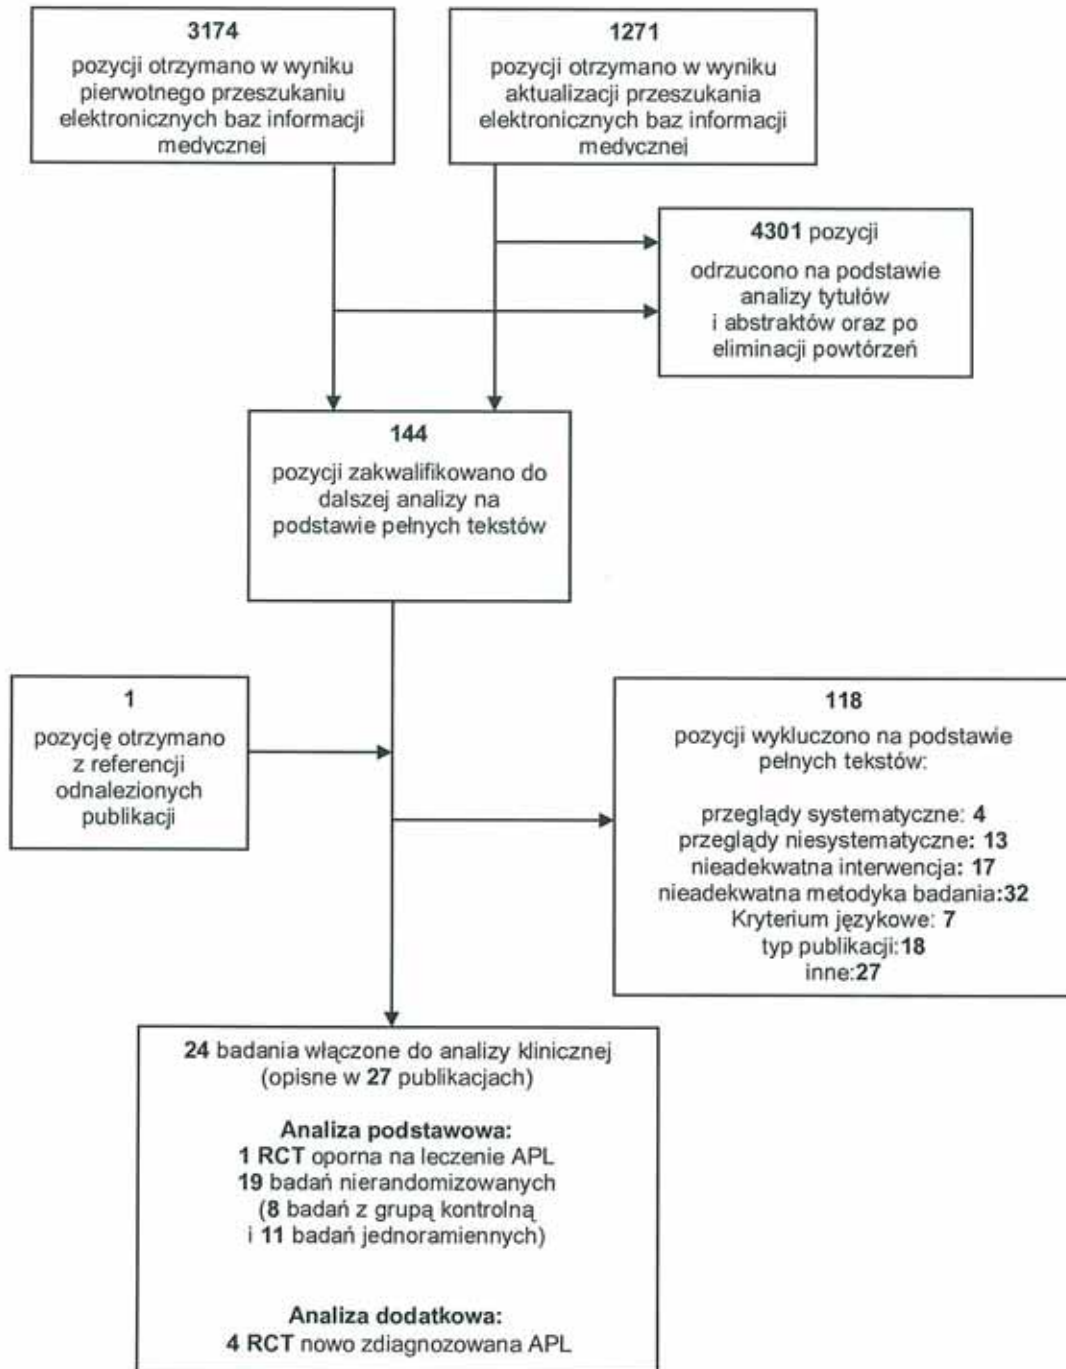 3174
pozycji otrzymano w wyniku
pierwotnego przeszukaniu
elektronicznych baz informacji
medycznej
1271
pozycji otrzymano w wyniku
aktualizacji przeszukania
elektronicznych baz informacji
medycznej
4301 pozycji
odrzucono na podstawie
analizy tytułów
i abstraktów oraz po
eliminacji powtórzeń
144
pozycji zakwalifikowano do
dalszej analizy na
podstawie pełnych tekstów
1
pozycję otrzymano
z referencji
odnalezionych
publikacji
118
pozycji wykluczono na podstawie
pełnych tekstów:
przeglądy systematyczne: 4
przeglądy niesystematyczne: 13
nieadekwatna interwencja: 17
nieadekwatna metodyka badania:32
Kryterium językowe: 7
typ publikacji:18
inne:27
24 badania włączone do analizy klinicznej
(opisne w 27 publikacjach)
Analiza podstawowa:
1 RCT oporna na leczenie APL
19 badań nierandomizowanych
(8 badań z grupą kontrolną
i 11 badań jednoramiennych)
Analiza dodatkowa:
4 RCT nowo zdiagnozowana APL